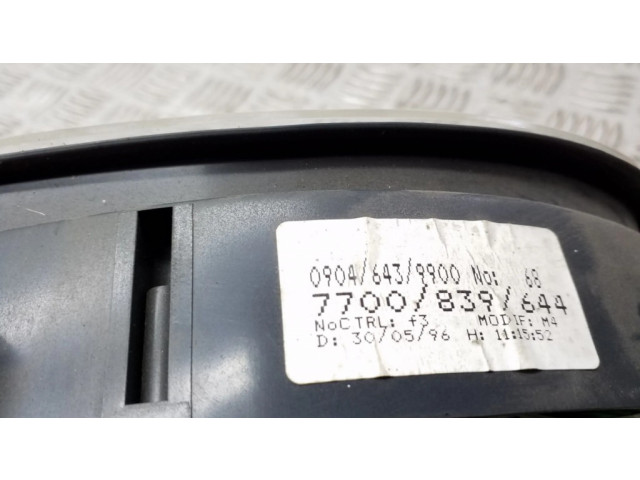 0904/643/9900 No: 68
7700/839/644
NoCTRL: f3 MODIF: M4
D: 30/05/96 H: 11:15:52